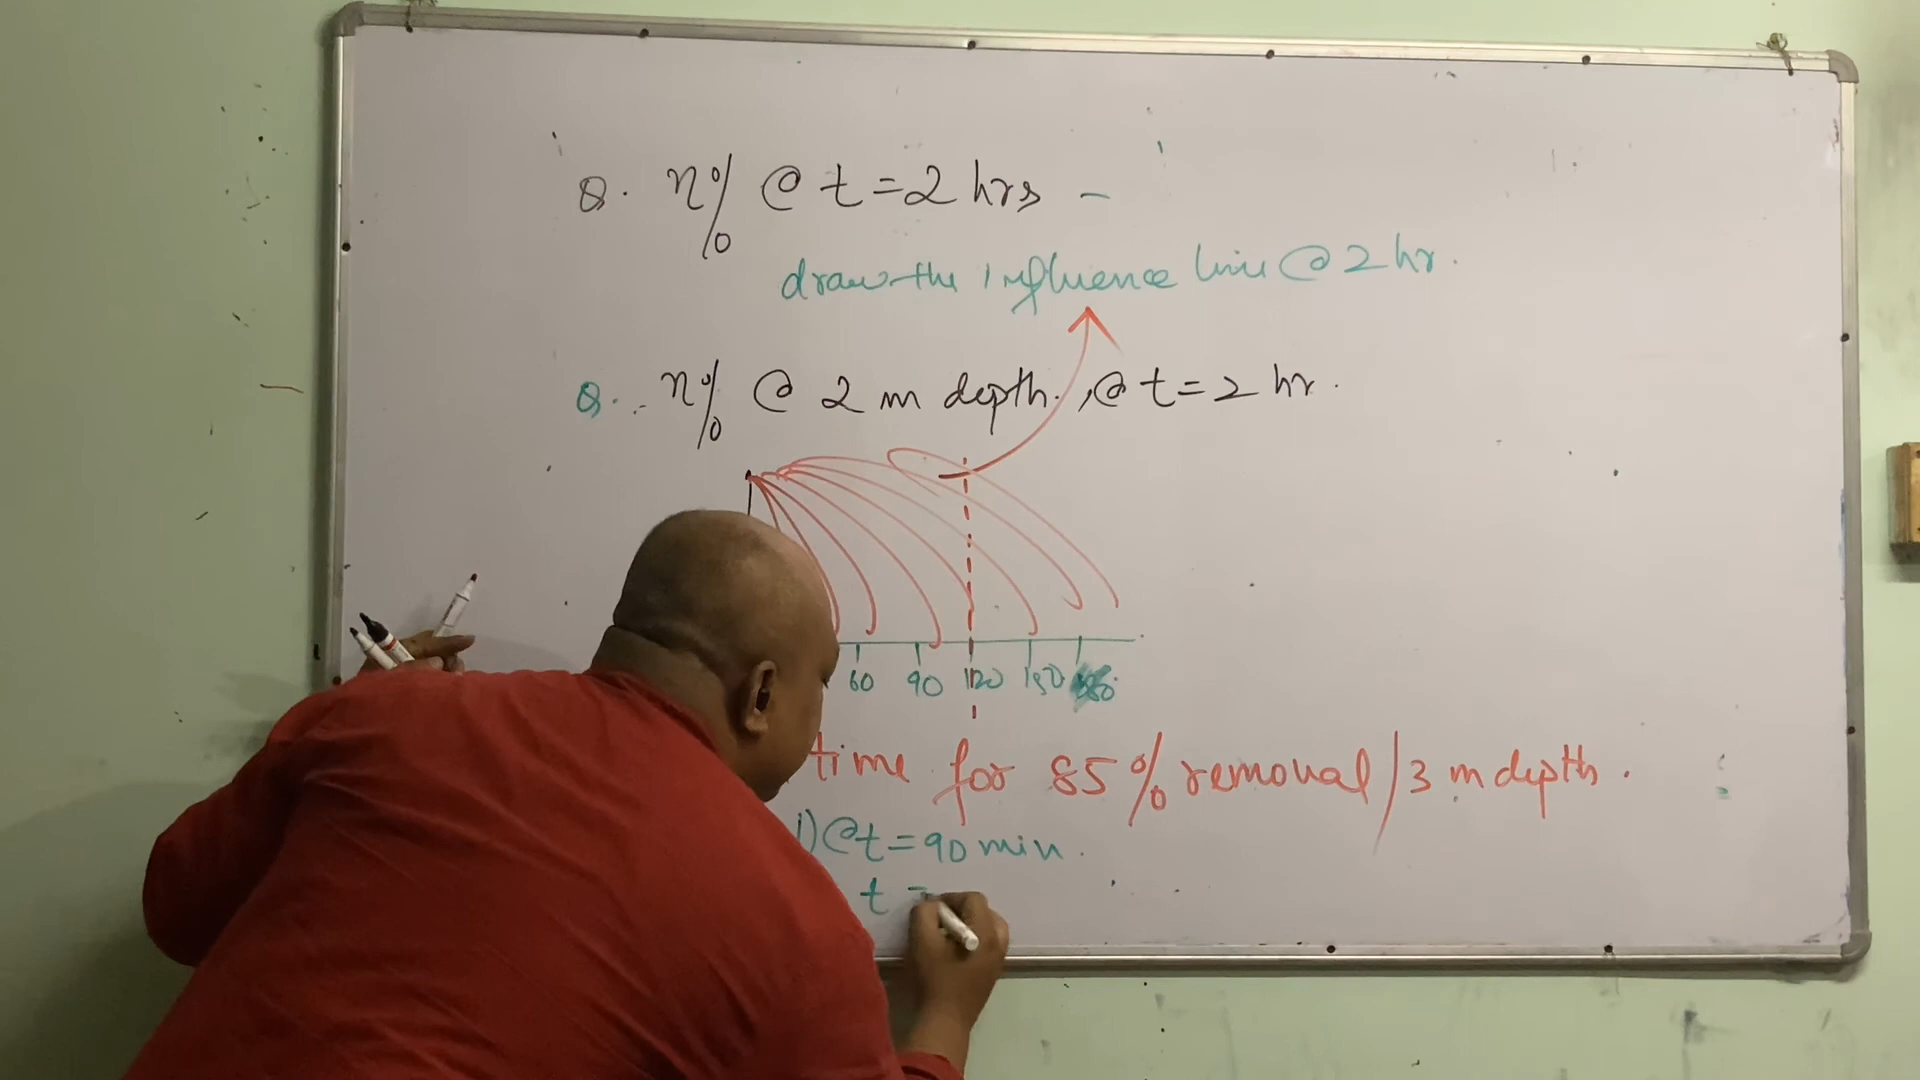 Q. η% @ t = 2 hrs -
draw the influence line @ 2 hr.
Q. η% @ 2 m depth. , @ t = 2 hr.
60 90 120 150
time for 85% removal / 3 m depth.
1) @ t = 90 min.
t =